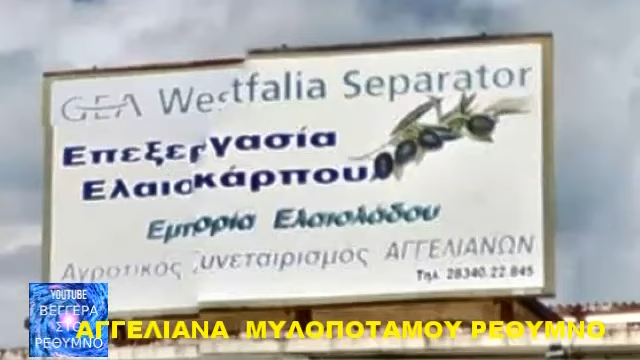 GEA Westfalia Separator
Επεξεργασία
Ελαιοκάρπου
Εμπορία Ελαιολάδου
Αγροτικός Συνεταιρισμός ΑΓΓΕΛΙΑΝΩΝ
Τηλ. 28340.22.845
YOUTUBE
ΒΕΓΓΕΡΑ
ΣΤΟ
ΡΕΘΥΜΝΟ
ΑΓΓΕΛΙΑΝΑ ΜΥΛΟΠΟΤΑΜΟΥ ΡΕΘΥΜΝΟ